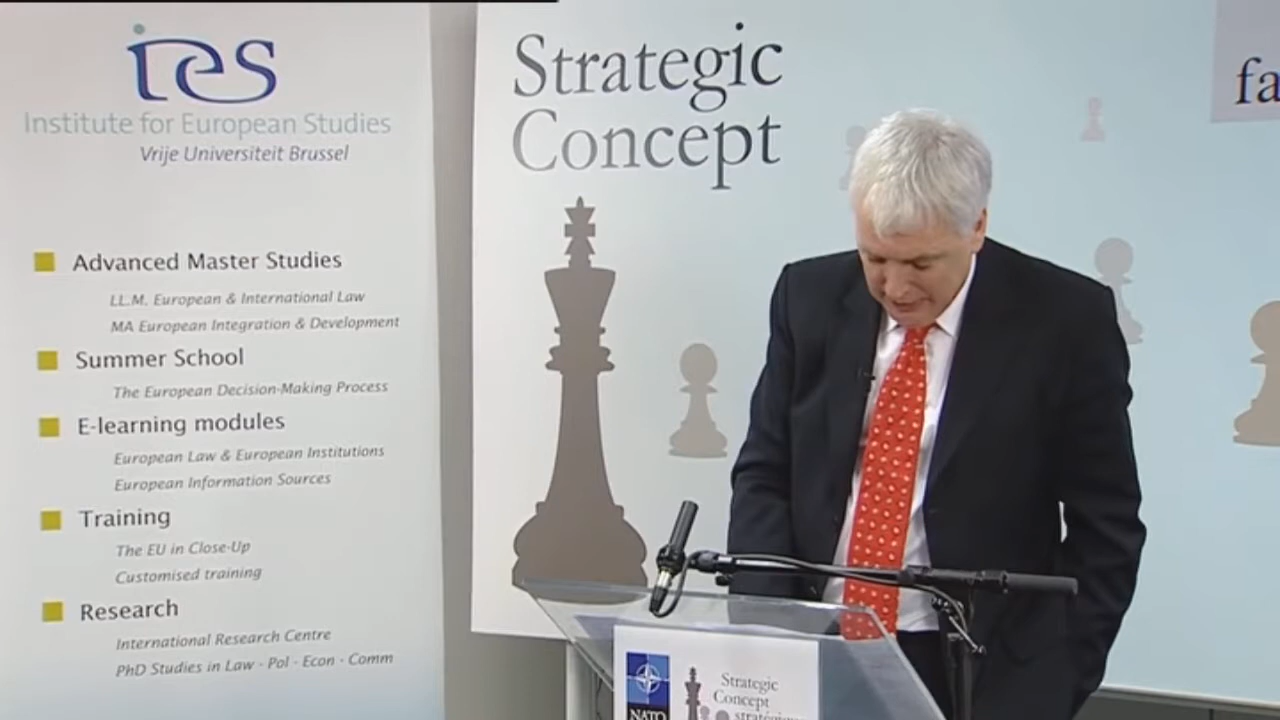 ies
Institute for European Studies
Vrije Universiteit Brussel
Advanced Master Studies
LL.M. European & International Law
MA European Integration & Development
Summer School
The European Decision-Making Process
E-learning modules
European Law & European Institutions
European Information Sources
Training
The EU in Close-Up
Customised training
Research
International Research Centre
PhD Studies in Law - Pol - Econ - Comm
Strategic
Concept
fa
NATO
Strategic
Concept